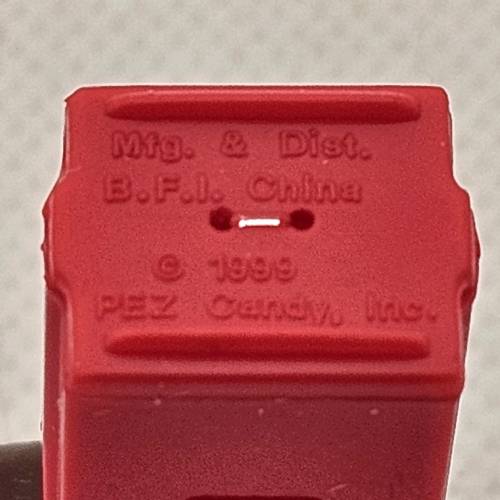 Mfg. & Dist.
B.F.I. China
© 1999
PEZ Candy, Inc.